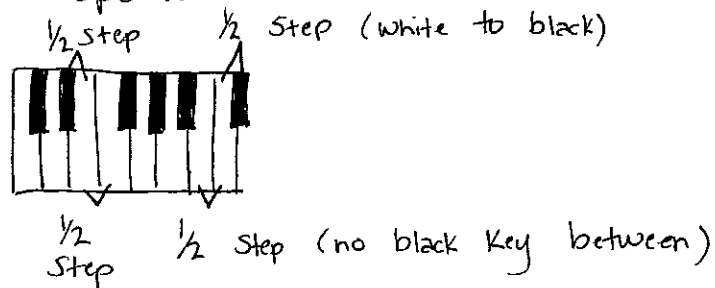 ½ Step ½ Step (white to black)
½ Step ½ Step (no black Key between)